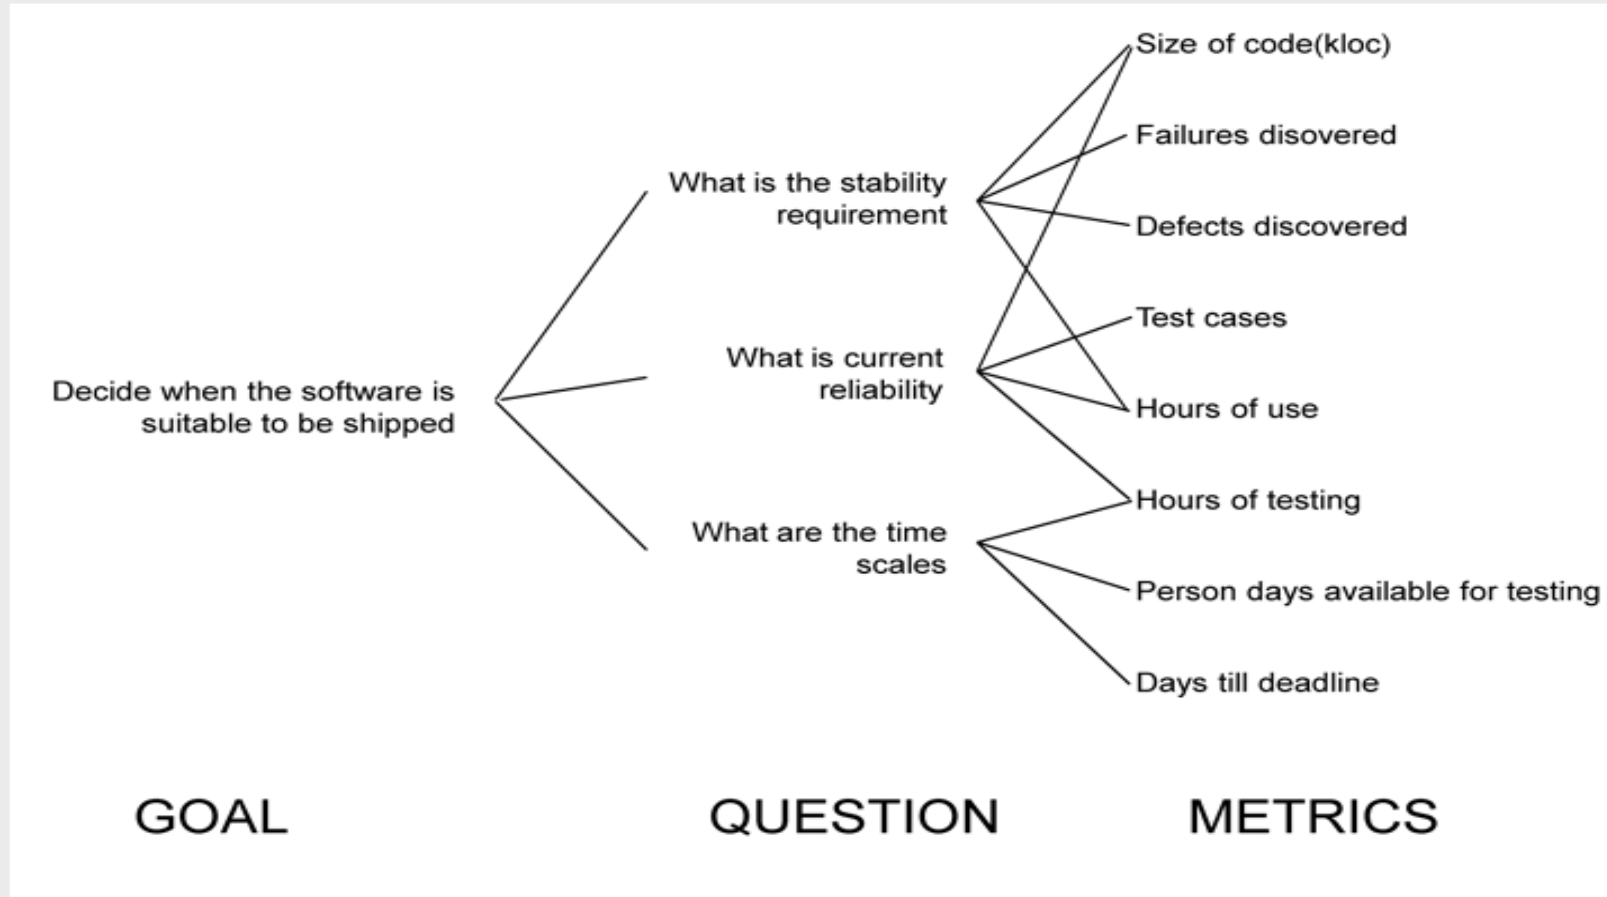 Decide when the software is
suitable to be shipped
What is the stability
requirement
What is current
reliability
What are the time
scales
Size of code(kloc)
Failures disovered
Defects discovered
Test cases
Hours of use
Hours of testing
Person days available for testing
Days till deadline
GOAL
QUESTION
METRICS